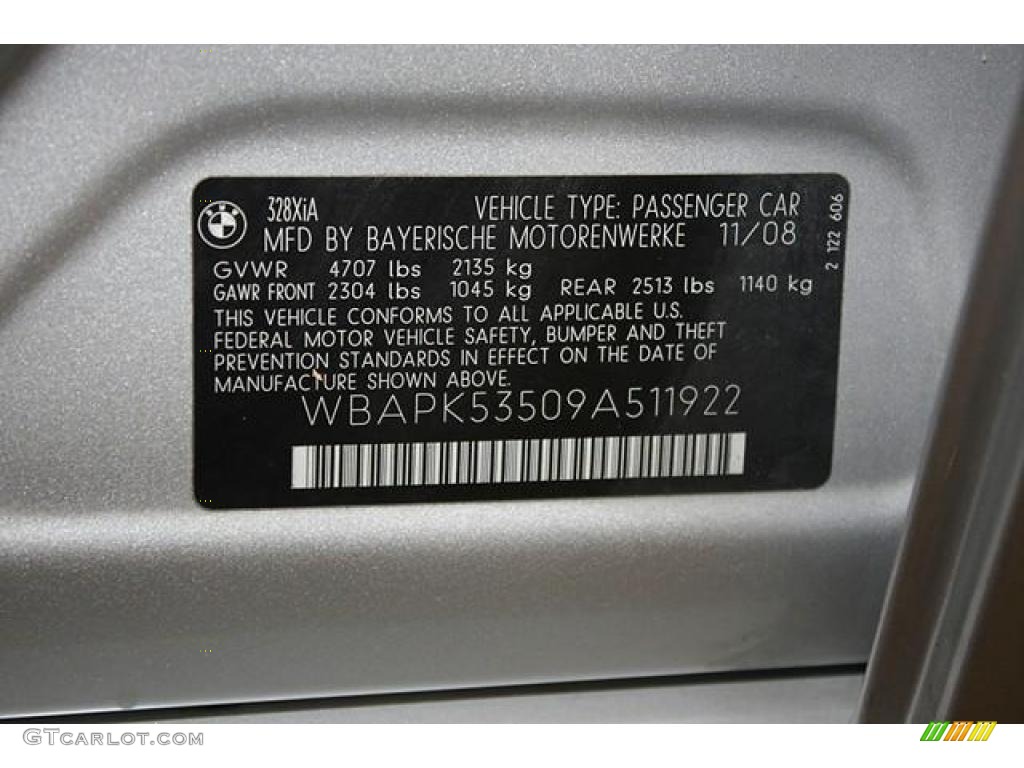 328XiA VEHICLE TYPE: PASSENGER CAR
MFD BY BAYERISCHE MOTORENWERKE 11/08
GVWR 4707 lbs 2135 kg
GAWR FRONT 2304 lbs 1045 kg REAR 2513 lbs 1140 kg
THIS VEHICLE CONFORMS TO ALL APPLICABLE U.S.
FEDERAL MOTOR VEHICLE SAFETY, BUMPER AND THEFT
PREVENTION STANDARDS IN EFFECT ON THE DATE OF
MANUFACTURE SHOWN ABOVE.
WBAPK53509A511922
2 122 606
GTCARLOT.COM